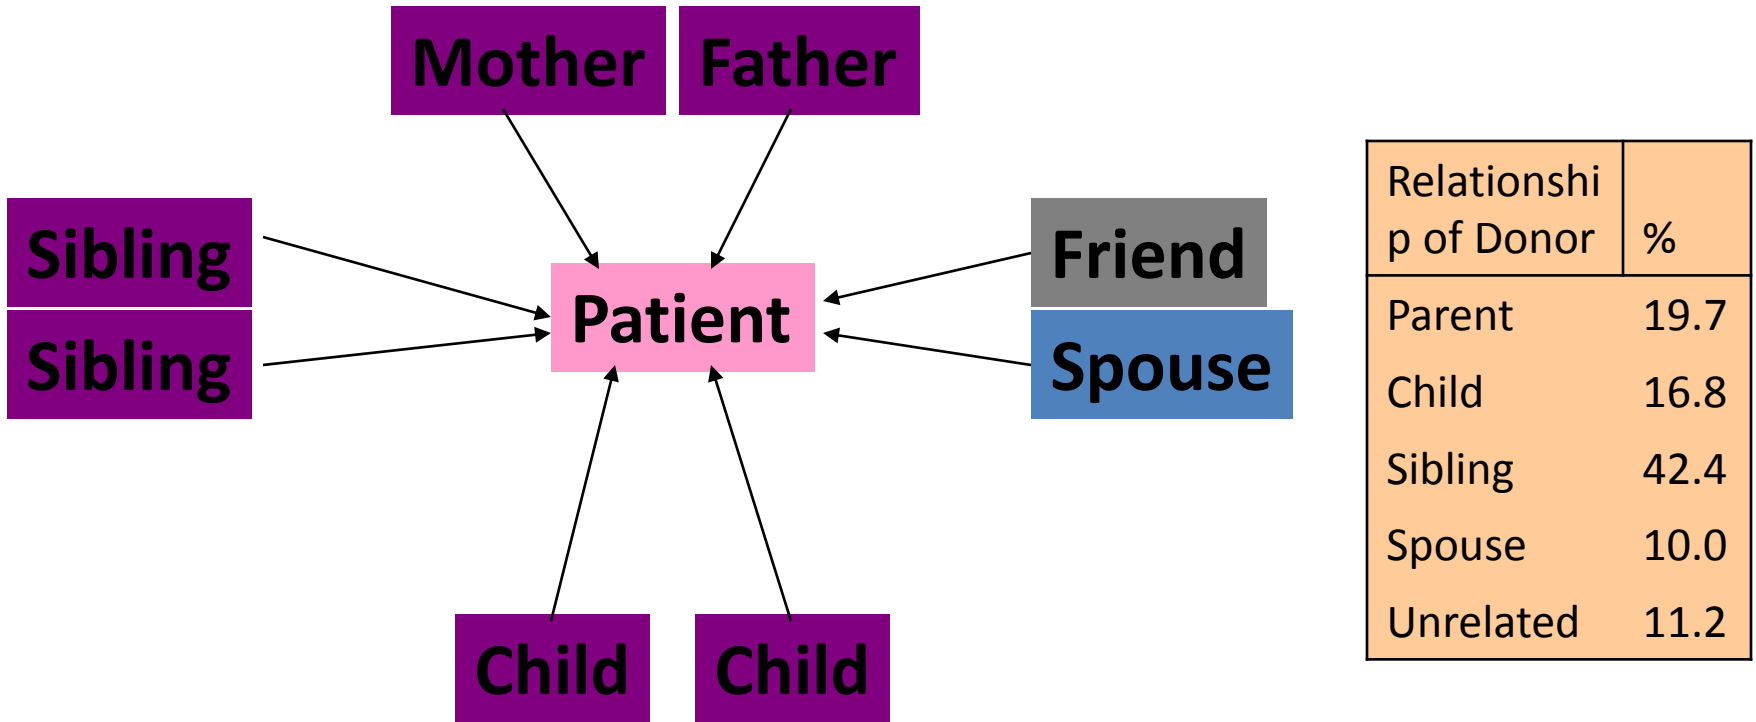 Mother Father
Sibling
Sibling
Patient
Friend
Spouse
Child Child
Relationshi
p of Donor %
Parent 19.7
Child 16.8
Sibling 42.4
Spouse 10.0
Unrelated 11.2